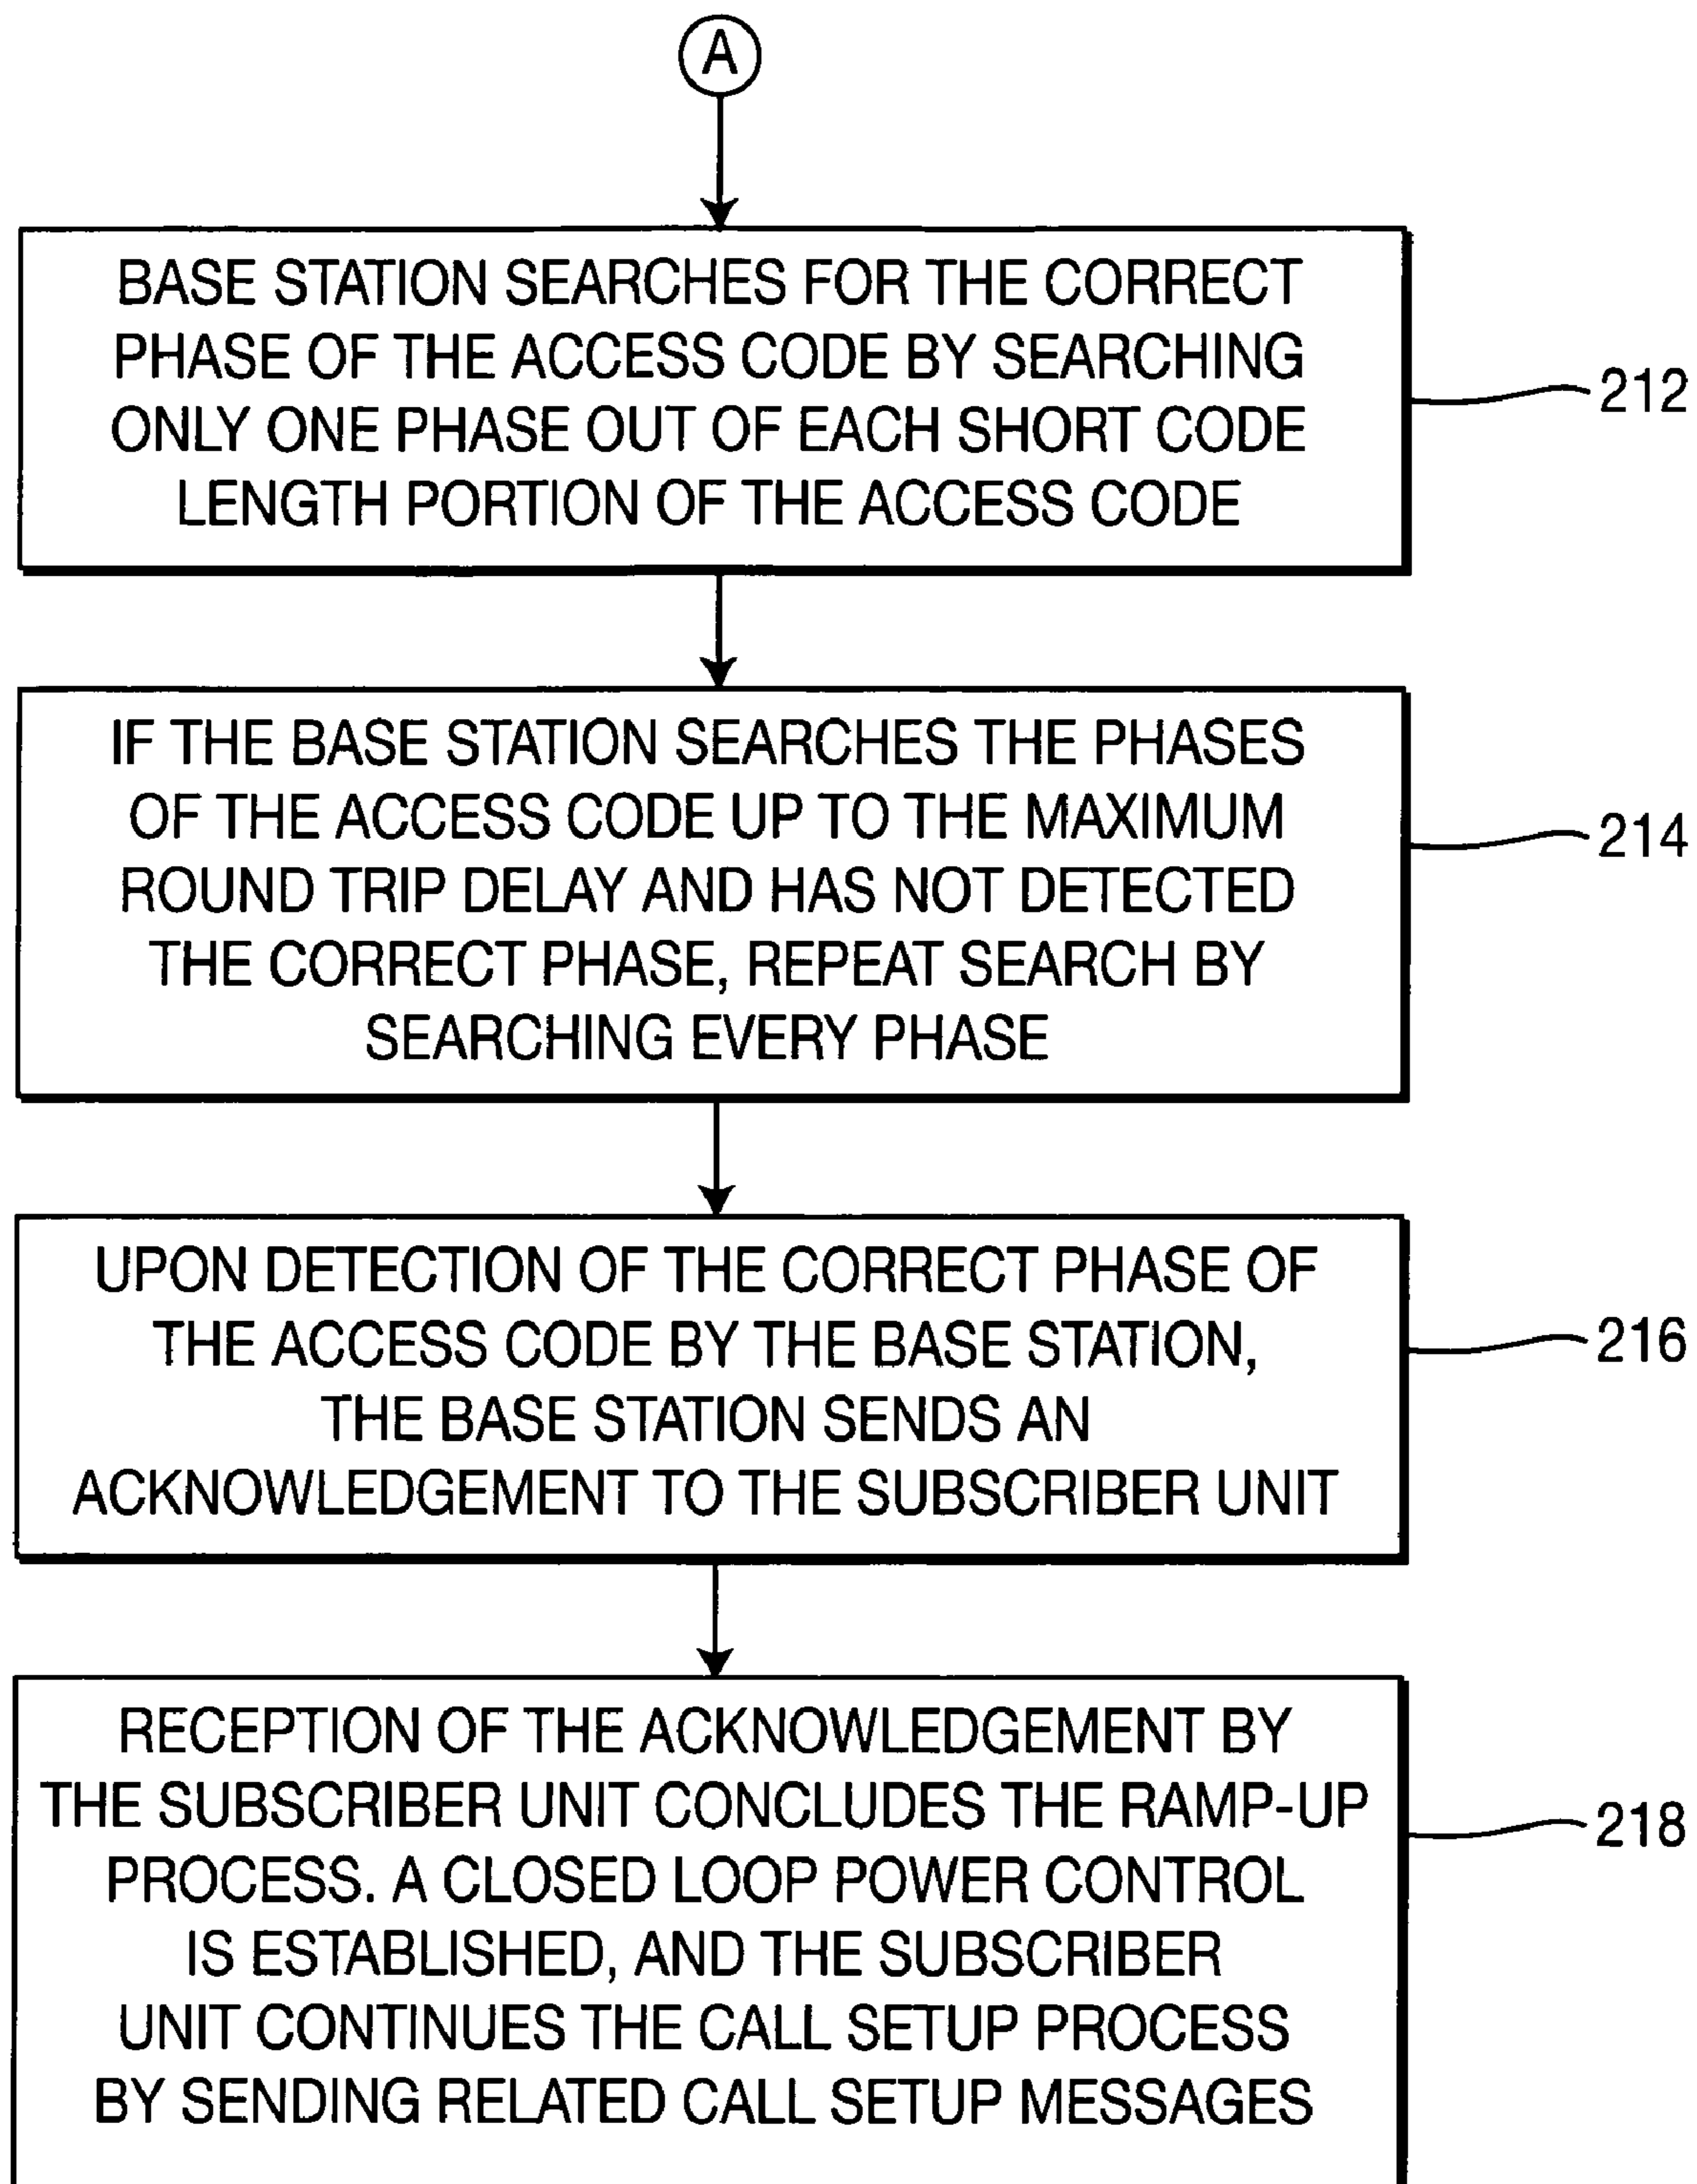 A
BASE STATION SEARCHES FOR THE CORRECT
PHASE OF THE ACCESS CODE BY SEARCHING
ONLY ONE PHASE OUT OF EACH SHORT CODE
LENGTH PORTION OF THE ACCESS CODE
212
IF THE BASE STATION SEARCHES THE PHASES
OF THE ACCESS CODE UP TO THE MAXIMUM
ROUND TRIP DELAY AND HAS NOT DETECTED
THE CORRECT PHASE, REPEAT SEARCH BY
SEARCHING EVERY PHASE
214
UPON DETECTION OF THE CORRECT PHASE OF
THE ACCESS CODE BY THE BASE STATION,
THE BASE STATION SENDS AN
ACKNOWLEDGEMENT TO THE SUBSCRIBER UNIT
216
RECEPTION OF THE ACKNOWLEDGEMENT BY
THE SUBSCRIBER UNIT CONCLUDES THE RAMP-UP
PROCESS. A CLOSED LOOP POWER CONTROL
IS ESTABLISHED, AND THE SUBSCRIBER
UNIT CONTINUES THE CALL SETUP PROCESS
BY SENDING RELATED CALL SETUP MESSAGES
218